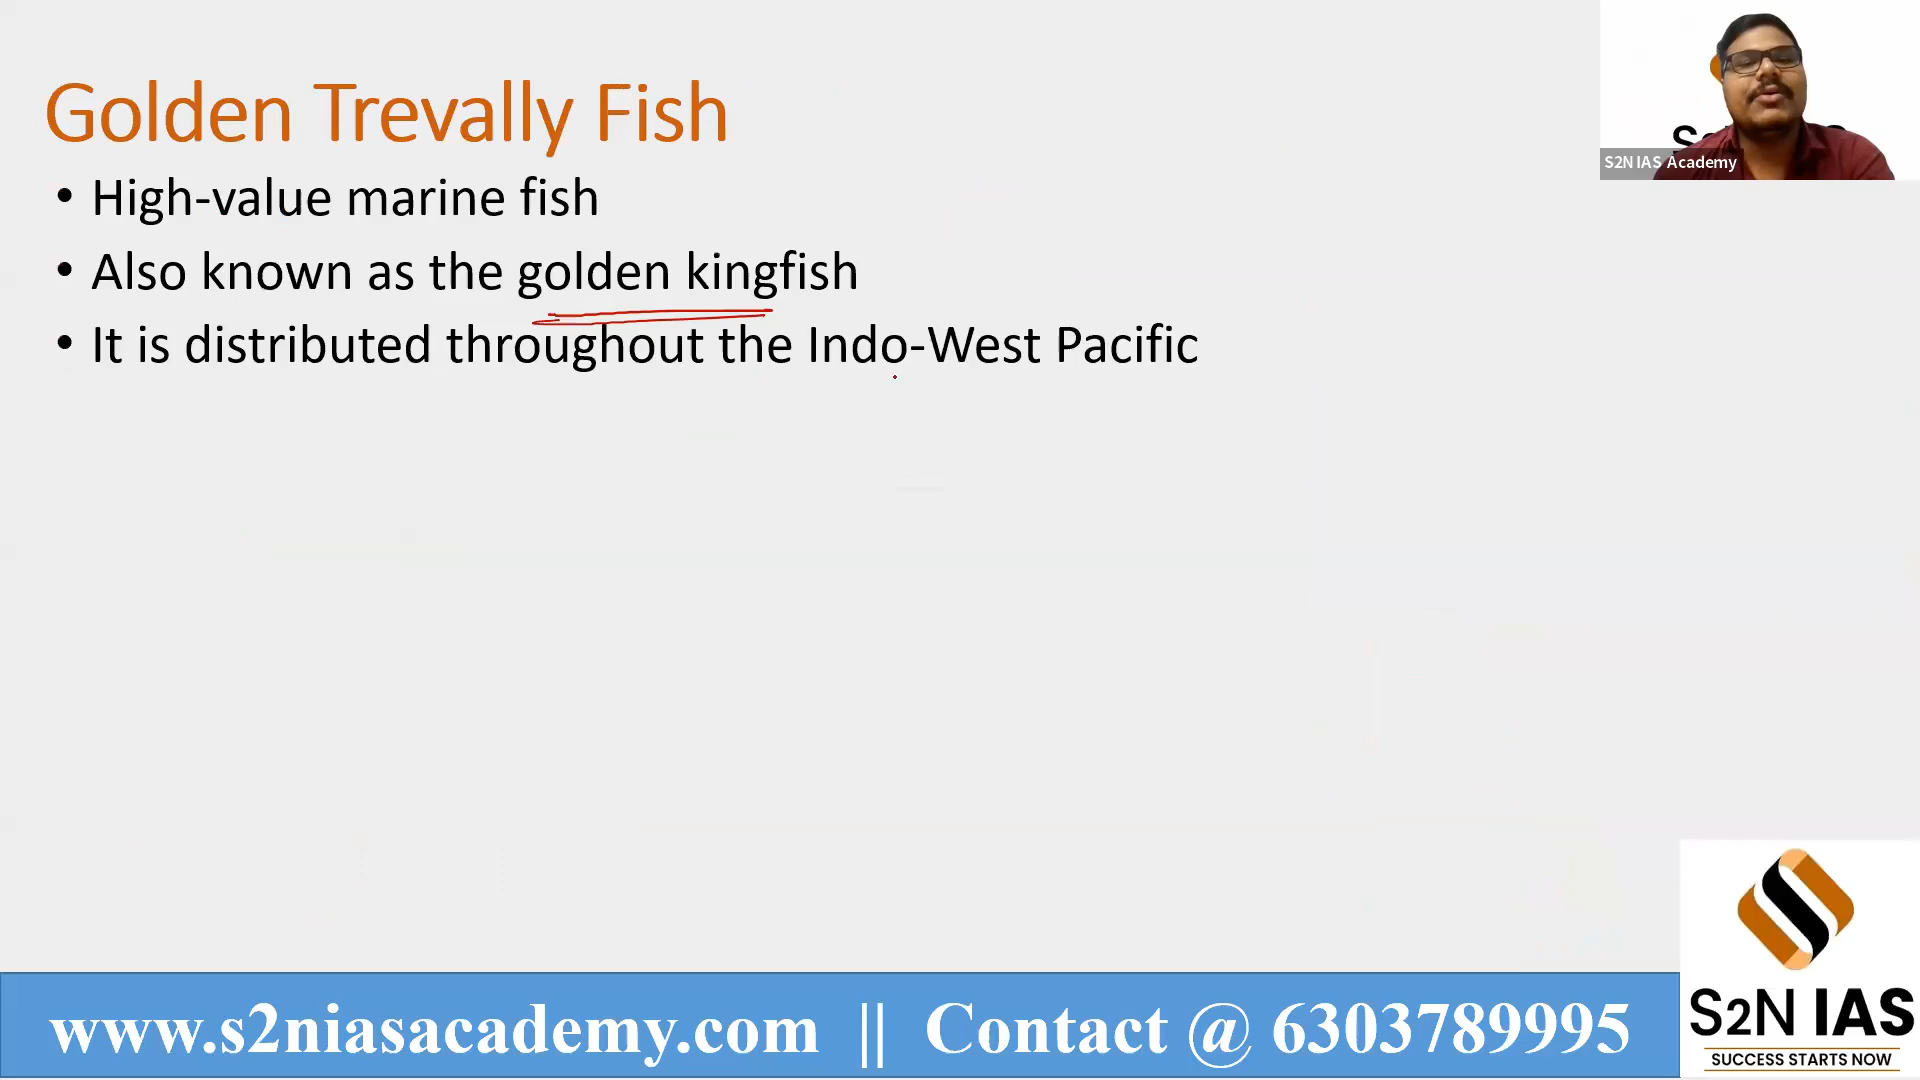 Golden Trevally Fish
• High-value marine fish
• Also known as the golden kingfish
• It is distributed throughout the Indo-West Pacific
S2N IAS Academy
www.s2niasacademy.com || Contact @ 6303789995
S2N IAS
SUCCESS STARTS NOW